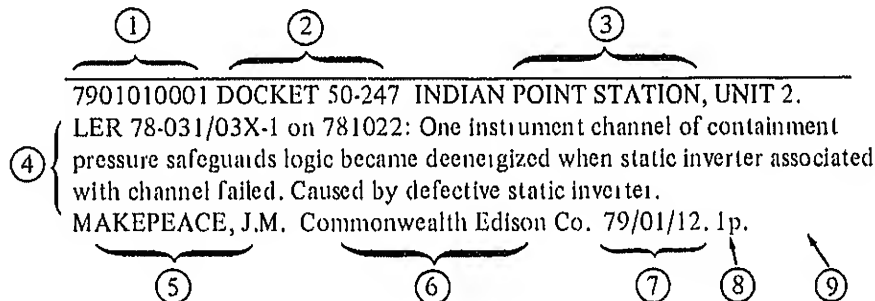 ① ② ③
7901010001 DOCKET 50-247 INDIAN POINT STATION, UNIT 2.
LER 78-031/03X-1 on 781022: One instrument channel of containment
④ pressure safeguards logic became deenergized when static inverter associated
with channel failed. Caused by defective static inverter.
MAKEPEACE, J.M. Commonwealth Edison Co. 79/01/12. 1p.
⑤ ⑥ ⑦ ⑧ ⑨